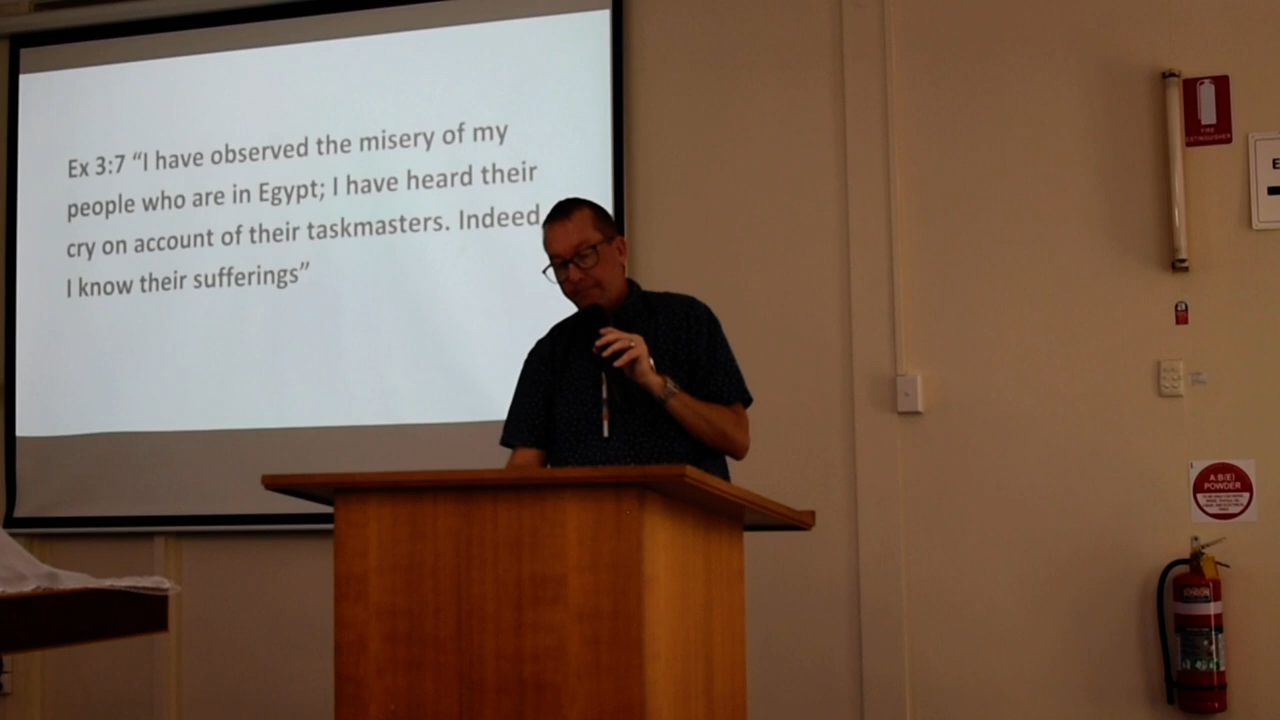 Ex 3:7 “I have observed the misery of my
people who are in Egypt; I have heard their
cry on account of their taskmasters. Indeed
I know their sufferings”
FIRE
EXTINGUISHER
E
A:B(E)
POWDER